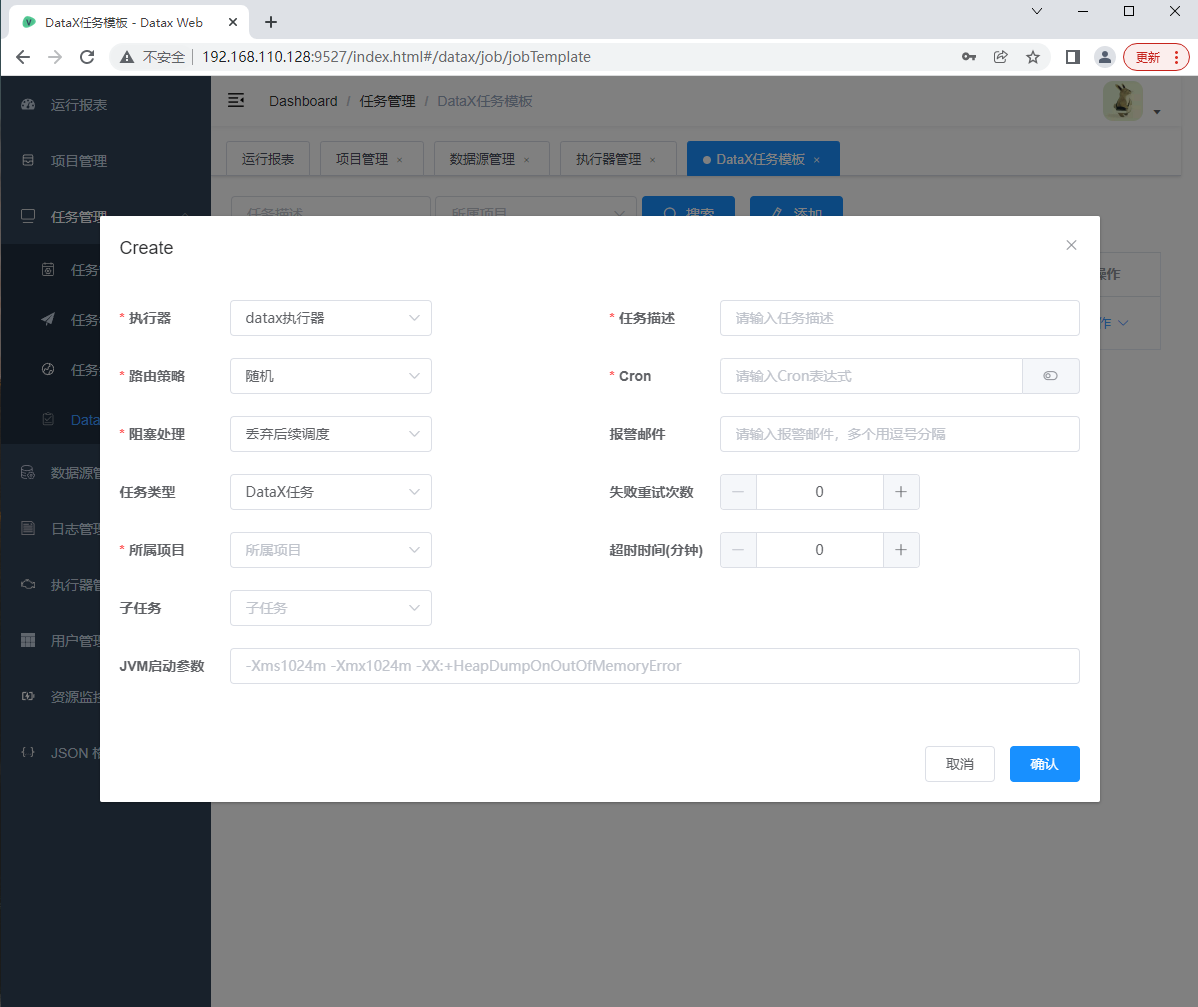 DataX任务模板 - Datax Web
不安全 192.168.110.128:9527/index.html#/datax/job/jobTemplate 更新
运行报表
Dashboard / 任务管理 / DataX任务模板
项目管理
运行报表 项目管理 × 数据源管理 × 执行器管理 × DataX任务模板 ×
任务管理
任务描述 所属项目 搜索 添加
Create
任务
操作
任务
作
任务
Data
数据源管
日志管理
执行器管
用户管理
资源监控
JSON 格
* 执行器 datax执行器 * 任务描述 请输入任务描述
* 路由策略 随机 * Cron 请输入Cron表达式
* 阻塞处理 丢弃后续调度 报警邮件 请输入报警邮件，多个用逗号分隔
任务类型 DataX任务 失败重试次数 0
* 所属项目 所属项目 超时时间(分钟) 0
子任务 子任务
JVM启动参数 -Xms1024m -Xmx1024m -XX:+HeapDumpOnOutOfMemoryError
取消 确认